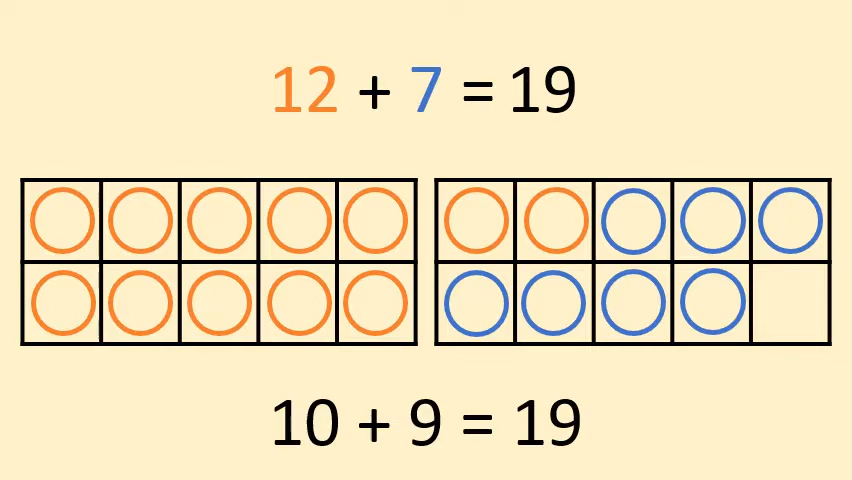 12 + 7 = 19
10 + 9 = 19